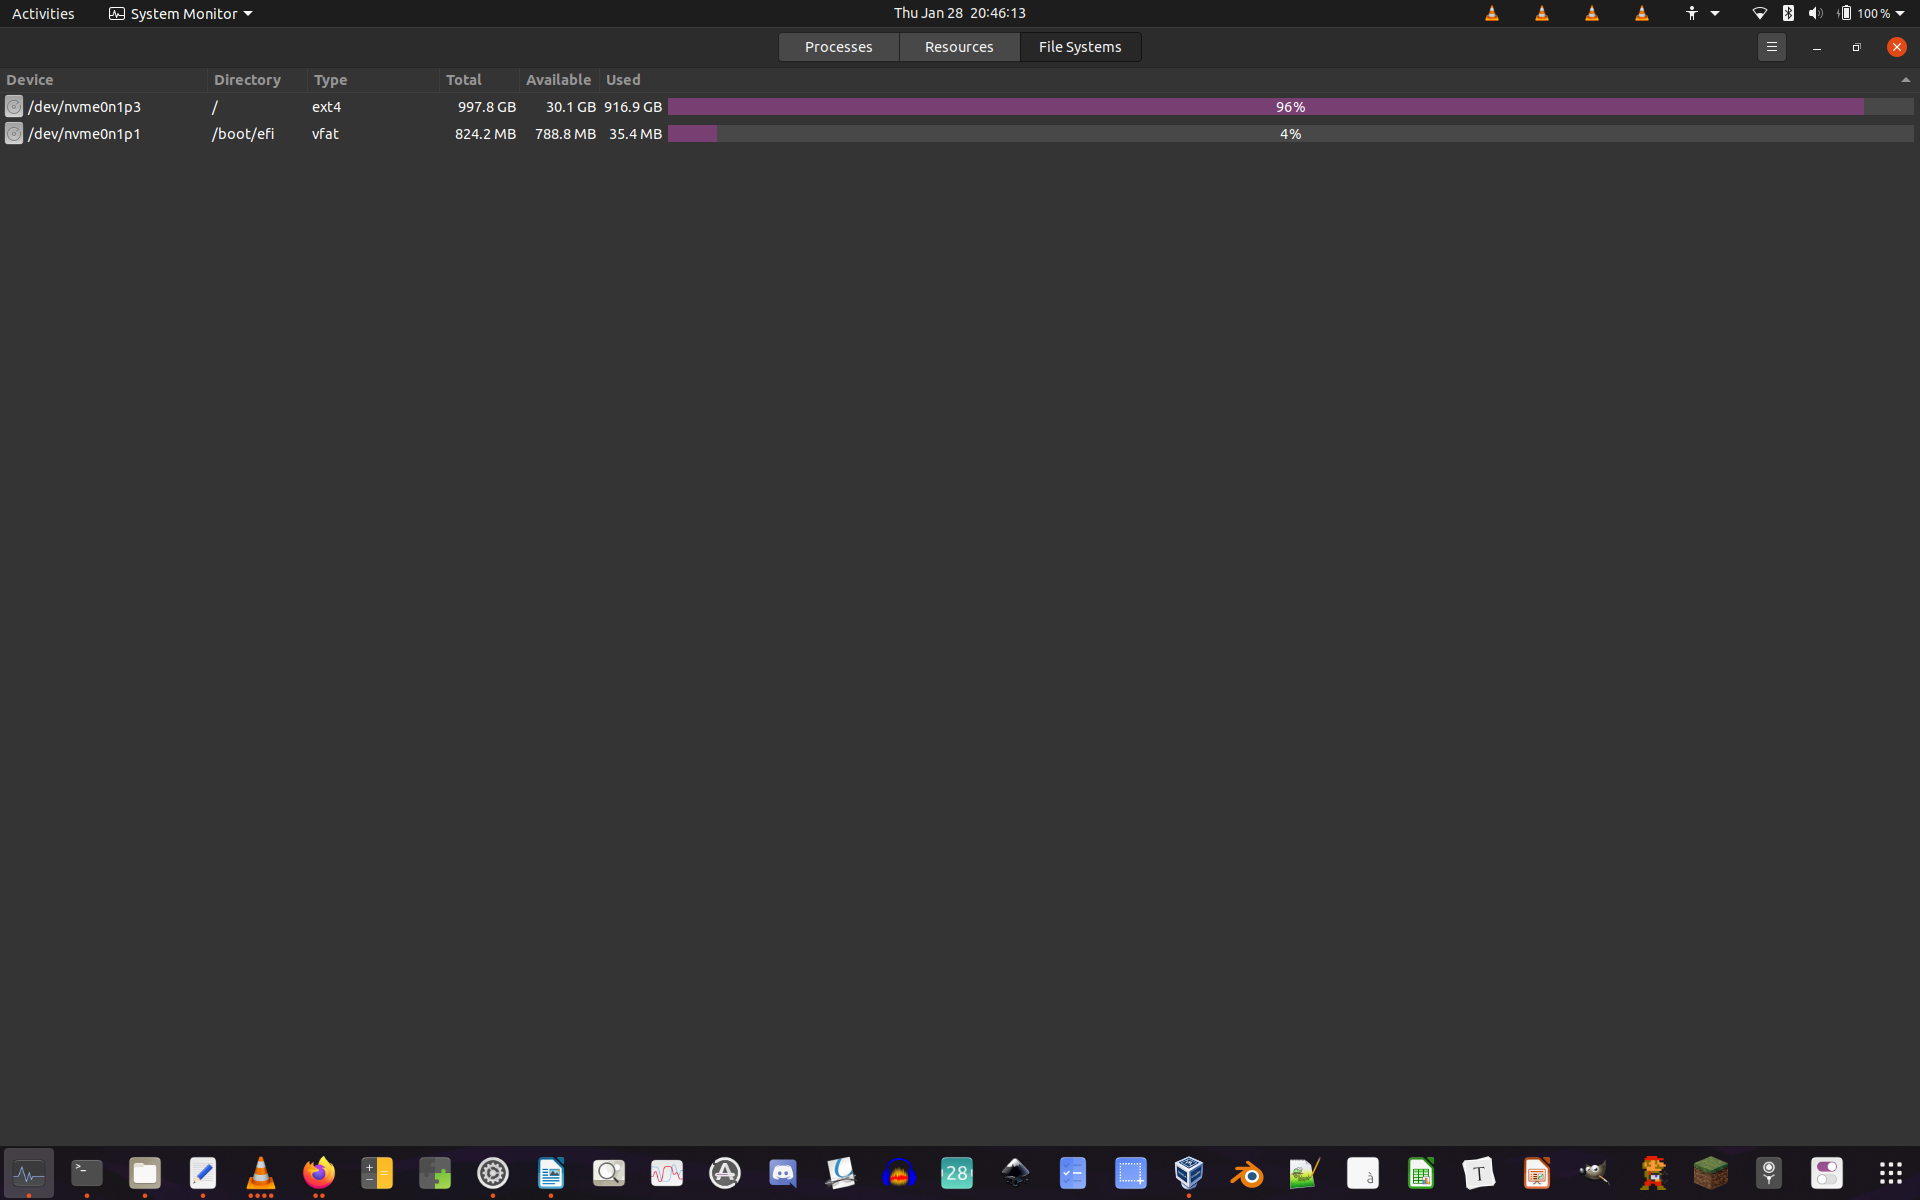 Activities System Monitor Thu Jan 28 20:46:13 100 %
Processes Resources File Systems
Device Directory Type Total Available Used
/dev/nvme0n1p3 / ext4 997.8 GB 30.1 GB 916.9 GB 96%
/dev/nvme0n1p1 /boot/efi vfat 824.2 MB 788.8 MB 35.4 MB 4%
>_ 28 T à